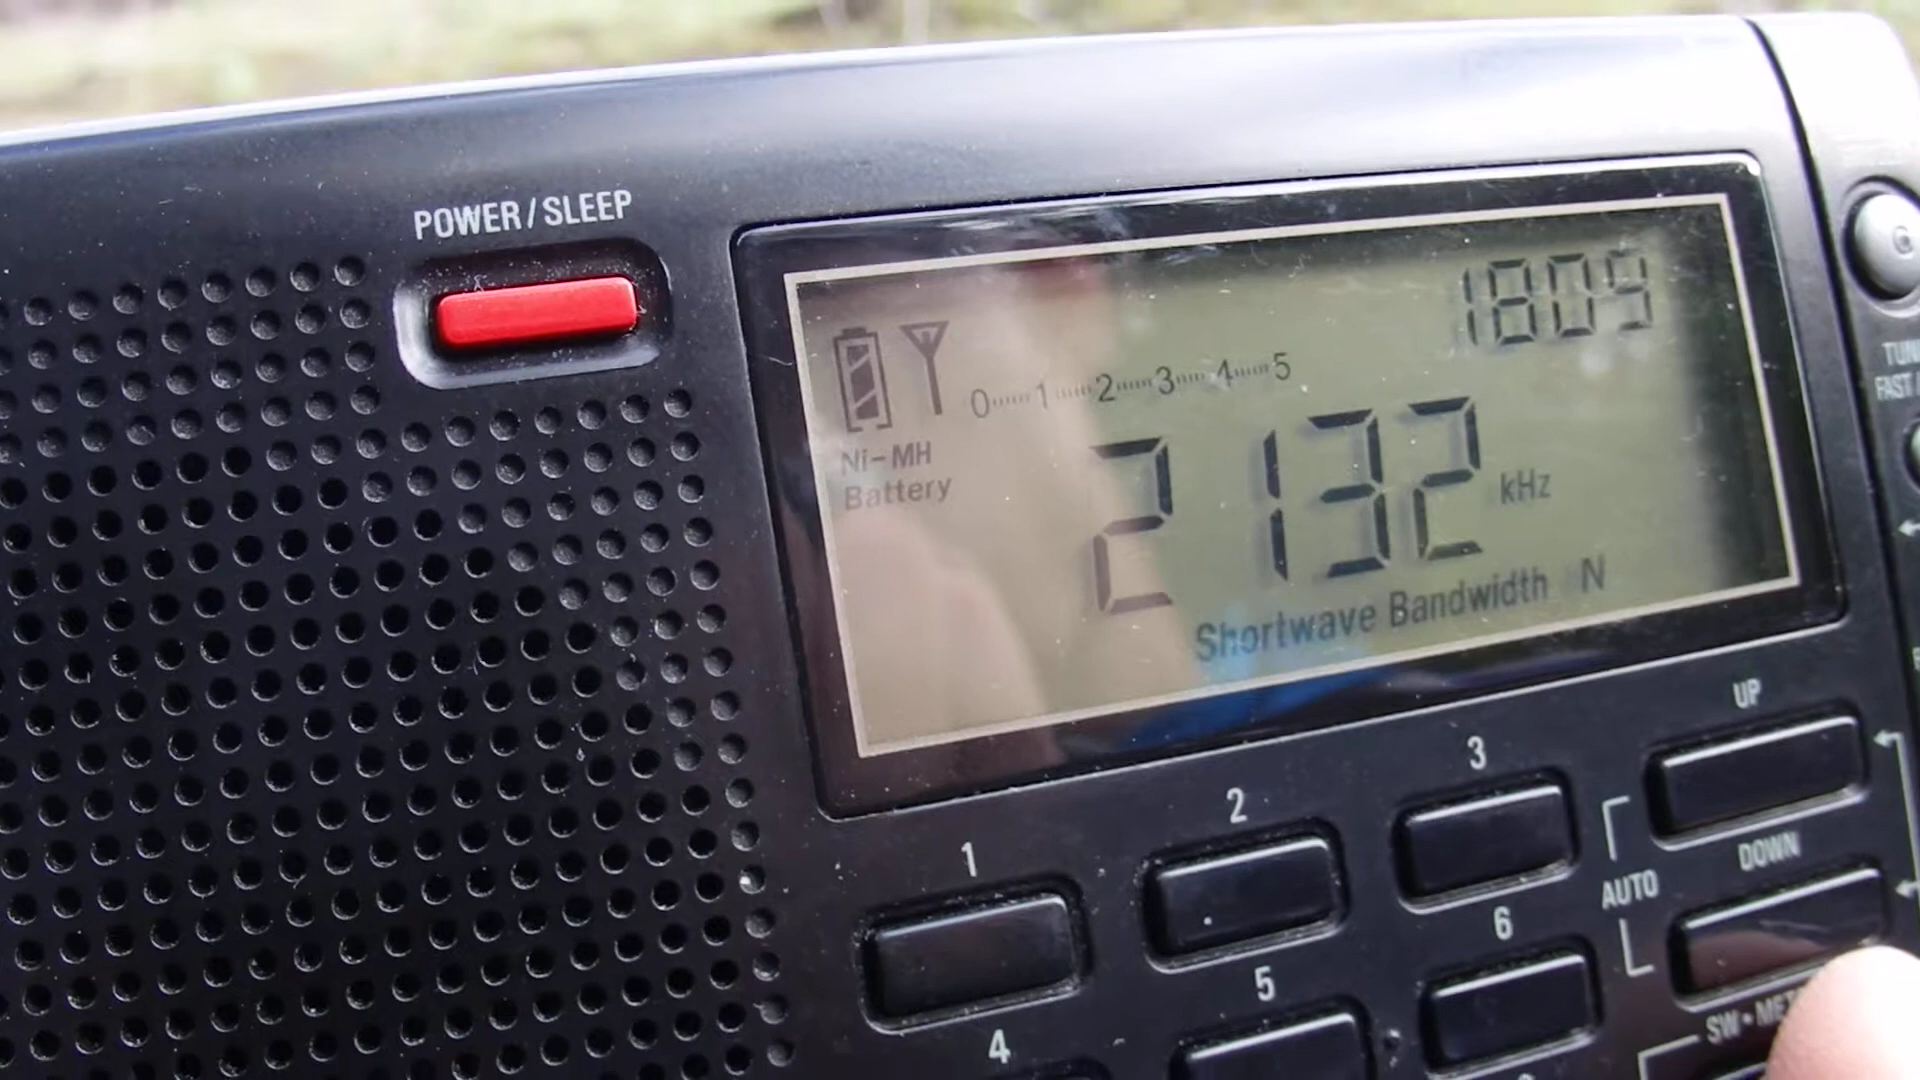 POWER/SLEEP
1809
0 1 2 3 4 5
Ni-MH
Battery
2132 kHz
Shortwave Bandwidth N
UP
1 2 3
DOWN
AUTO
4 5 6